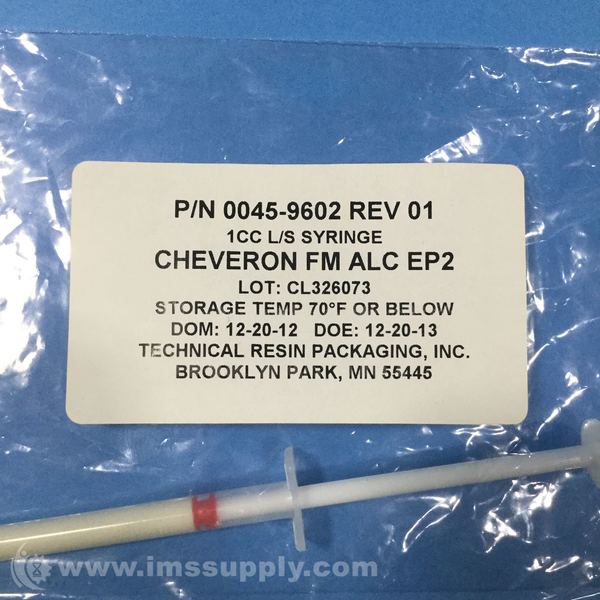 P/N 0045-9602 REV 01
1CC L/S SYRINGE
CHEVERON FM ALC EP2
LOT: CL326073
STORAGE TEMP 70°F OR BELOW
DOM: 12-20-12 DOE: 12-20-13
TECHNICAL RESIN PACKAGING, INC.
BROOKLYN PARK, MN 55445
www.imssupply.com